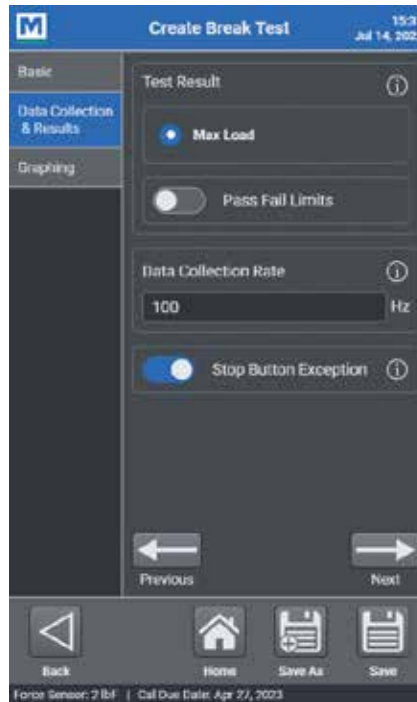 M
Create Break Test
15:3
Jul 14, 202
Basic
Data Collection
& Results
Graphing
Test Result
Max Load
Pass Fail Limits
Data Collection Rate
100
Hz
Stop Button Exception
Previous
Next
Back
Home
Save As
Save
Force Sensor: 2 lbF | Cal Due Date: Apr 27, 2023